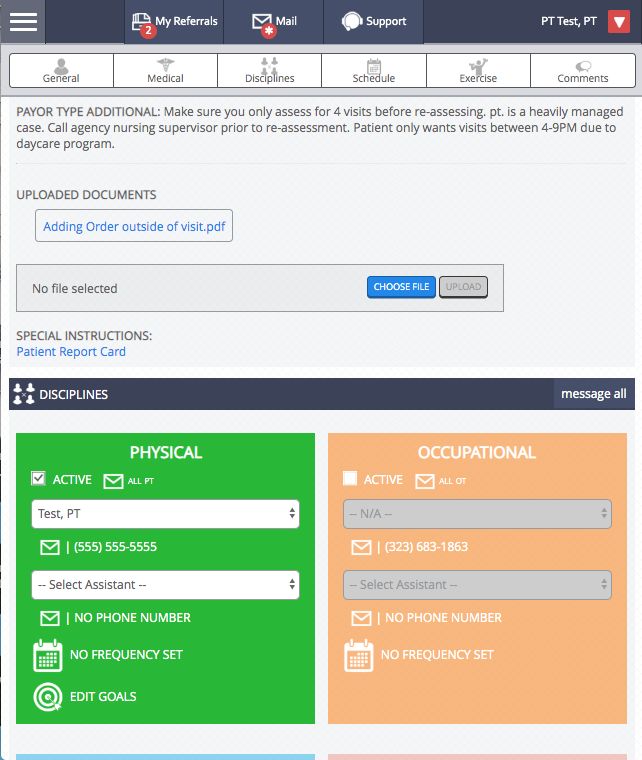 My Referrals
2
Mail
Support
PT Test, PT
General
Medical
Disciplines
Schedule
Exercise
Comments
PAYOR TYPE ADDITIONAL: Make sure you only assess for 4 visits before re-assessing. pt. is a heavily managed
case. Call agency nursing supervisor prior to re-assessment. Patient only wants visits between 4-9PM due to
daycare program.
UPLOADED DOCUMENTS
Adding Order outside of visit.pdf
No file selected
CHOOSE FILE
UPLOAD
SPECIAL INSTRUCTIONS:
Patient Report Card
DISCIPLINES
message all
PHYSICAL
ACTIVE
ALL PT
Test, PT
| (555) 555-5555
-- Select Assistant --
| NO PHONE NUMBER
NO FREQUENCY SET
EDIT GOALS
OCCUPATIONAL
ACTIVE
ALL OT
-- N/A --
| (323) 683-1863
-- Select Assistant --
| NO PHONE NUMBER
NO FREQUENCY SET